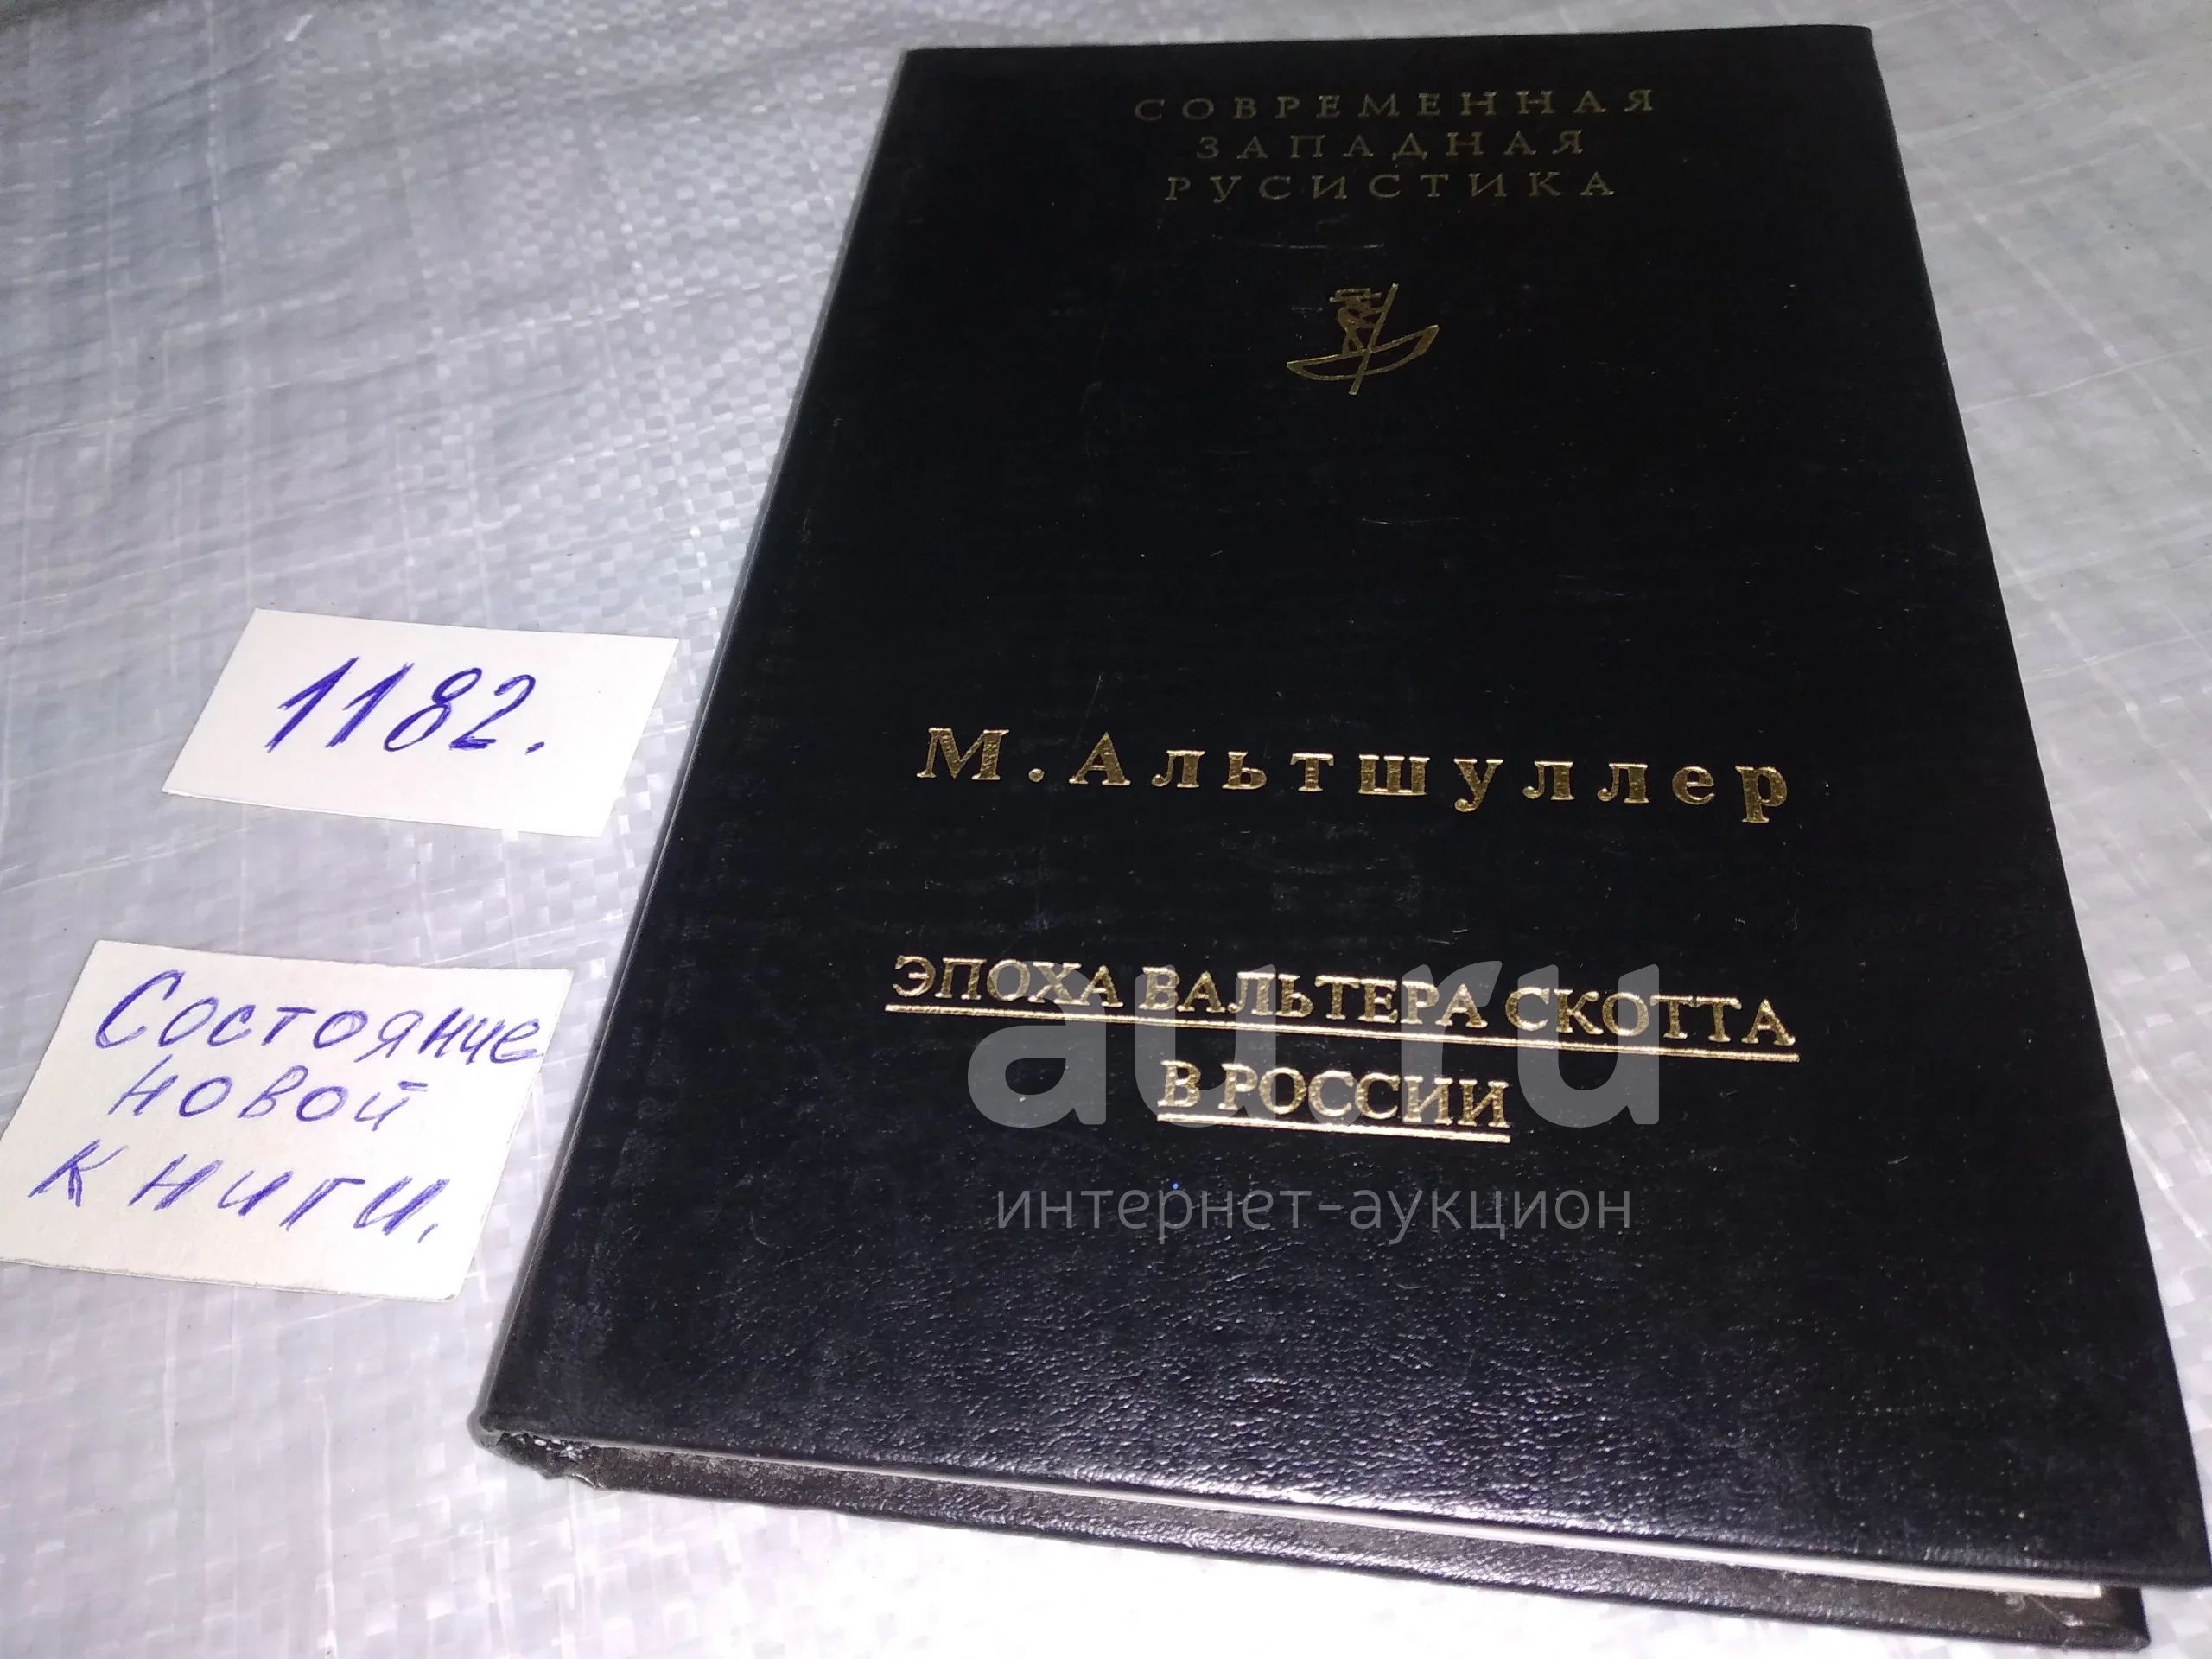 СОВРЕМЕННАЯ
ЗАПАДНАЯ
РУСИСТИКА
М. Альтшуллер
ЭПОХА ВАЛЬТЕРА СКОТТА
В РОССИИ
au.ru
интернет-аукцион
1182.
Состояние
новой
книги.